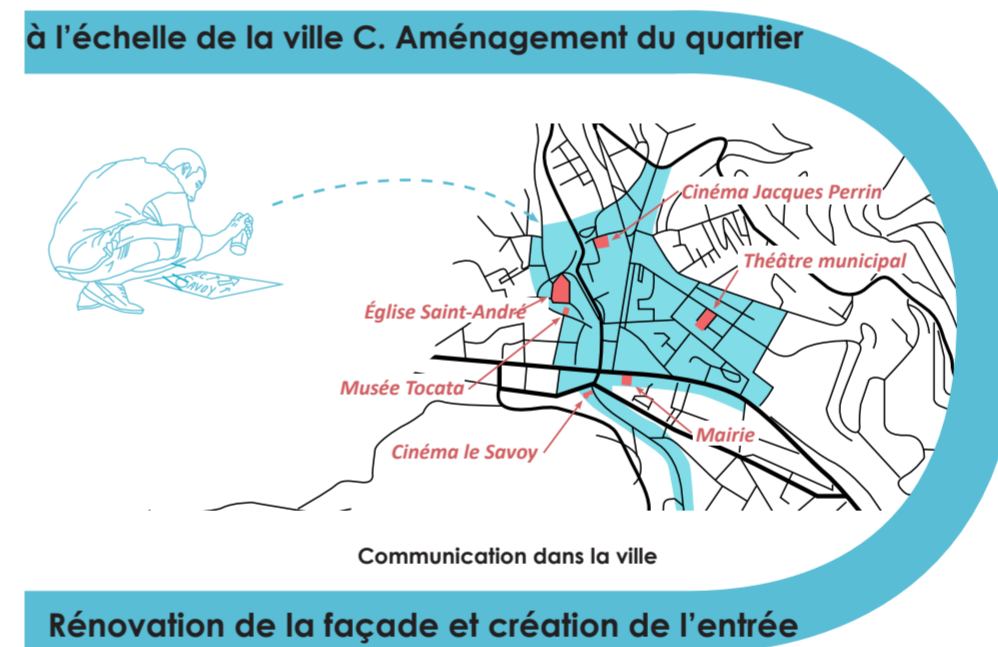 à l’échelle de la ville C. Aménagement du quartier
Cinéma Jacques Perrin
Théâtre municipal
Église Saint-André
Musée Tocata
Mairie
Cinéma le Savoy
SAVOY
Communication dans la ville
Rénovation de la façade et création de l’entrée